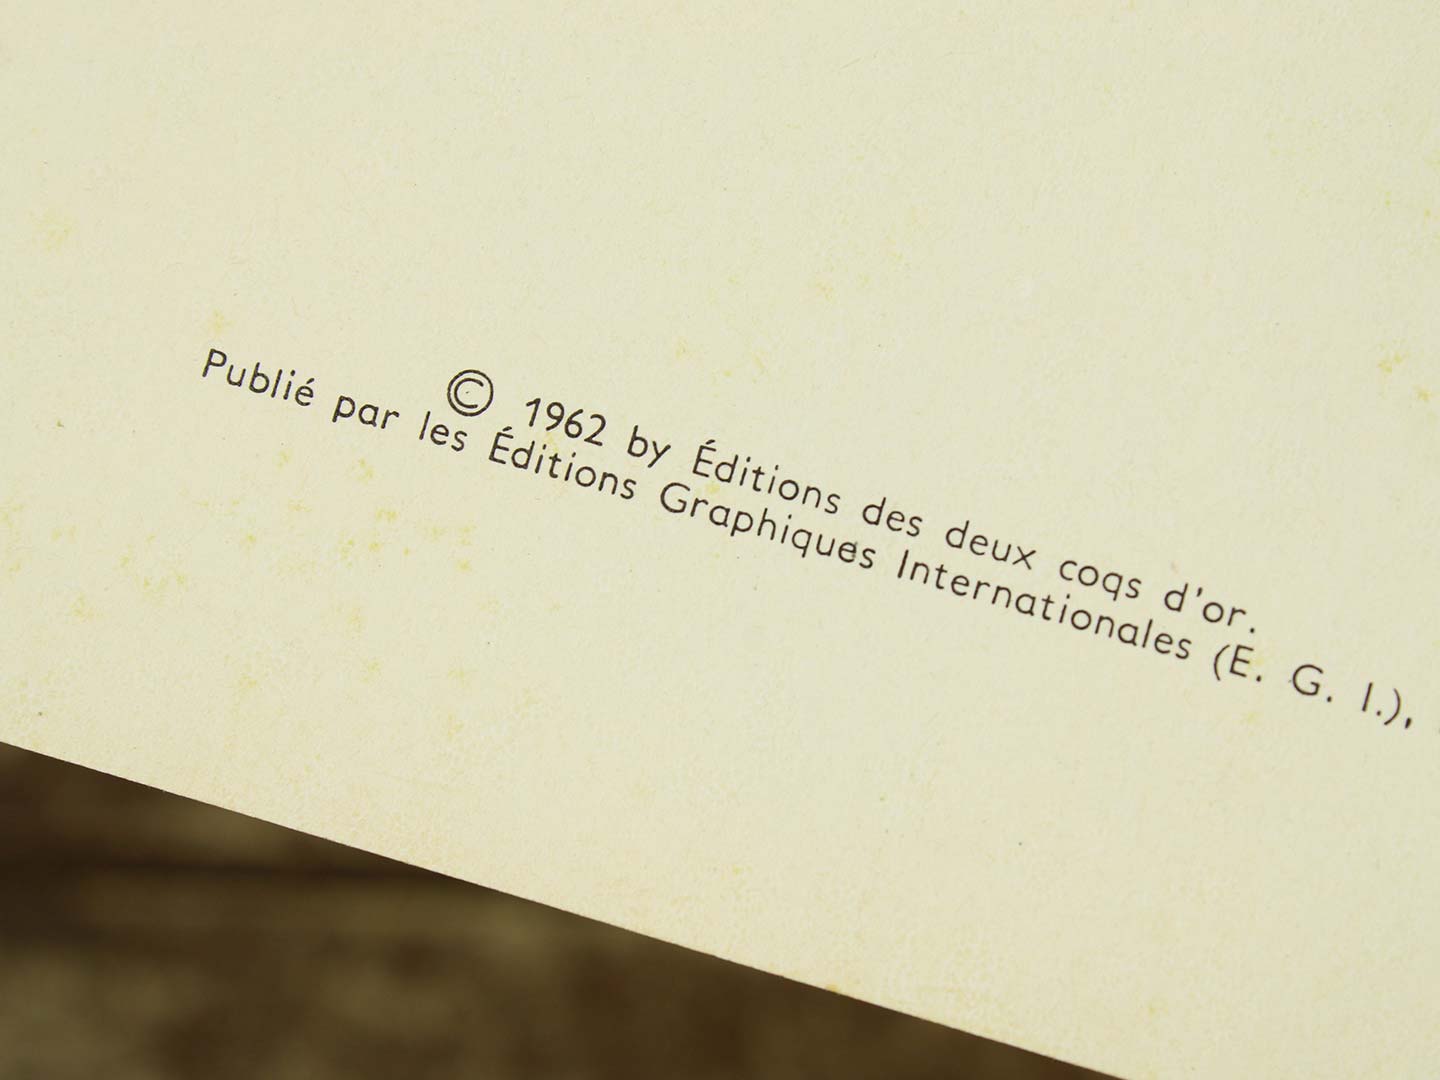 © 1962 by Éditions des deux coqs d'or.
Publié par les Éditions Graphiques Internationales (E. G. I.),